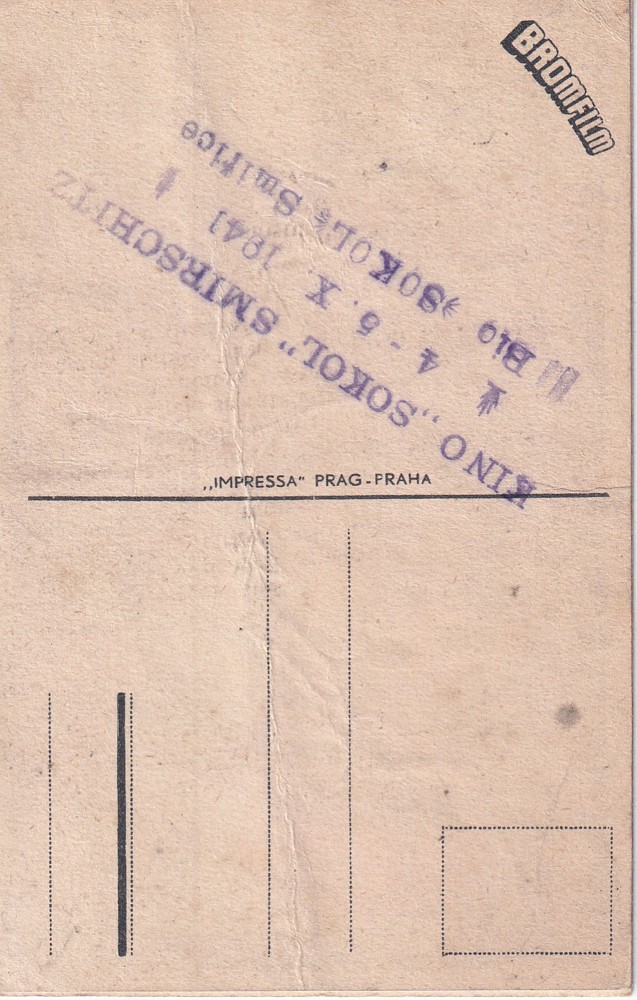 BROMFILM
KINO „SOKOL" SMIRSCHITZ
4 - 5. X. 1941
Bio »SOKOL« Smiřice
„IMPRESSA" PRAG-PRAHA